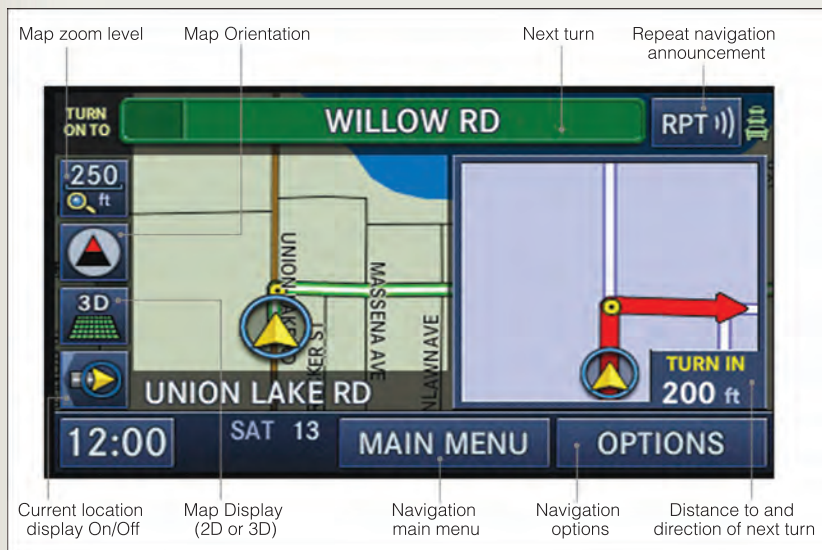 Map zoom level
Map Orientation
Next turn
Repeat navigation
announcement
TURN
ON TO
WILLOW RD
RPT
250
ft
3D
UNION
MASSENA AVE
KER ST
NLAWNAVE
UNION LAKE RD
TURN IN
200 ft
12:00
SAT 13
MAIN MENU
OPTIONS
Current location
display On/Off
Map Display
(2D or 3D)
Navigation
main menu
Navigation
options
Distance to and
direction of next turn